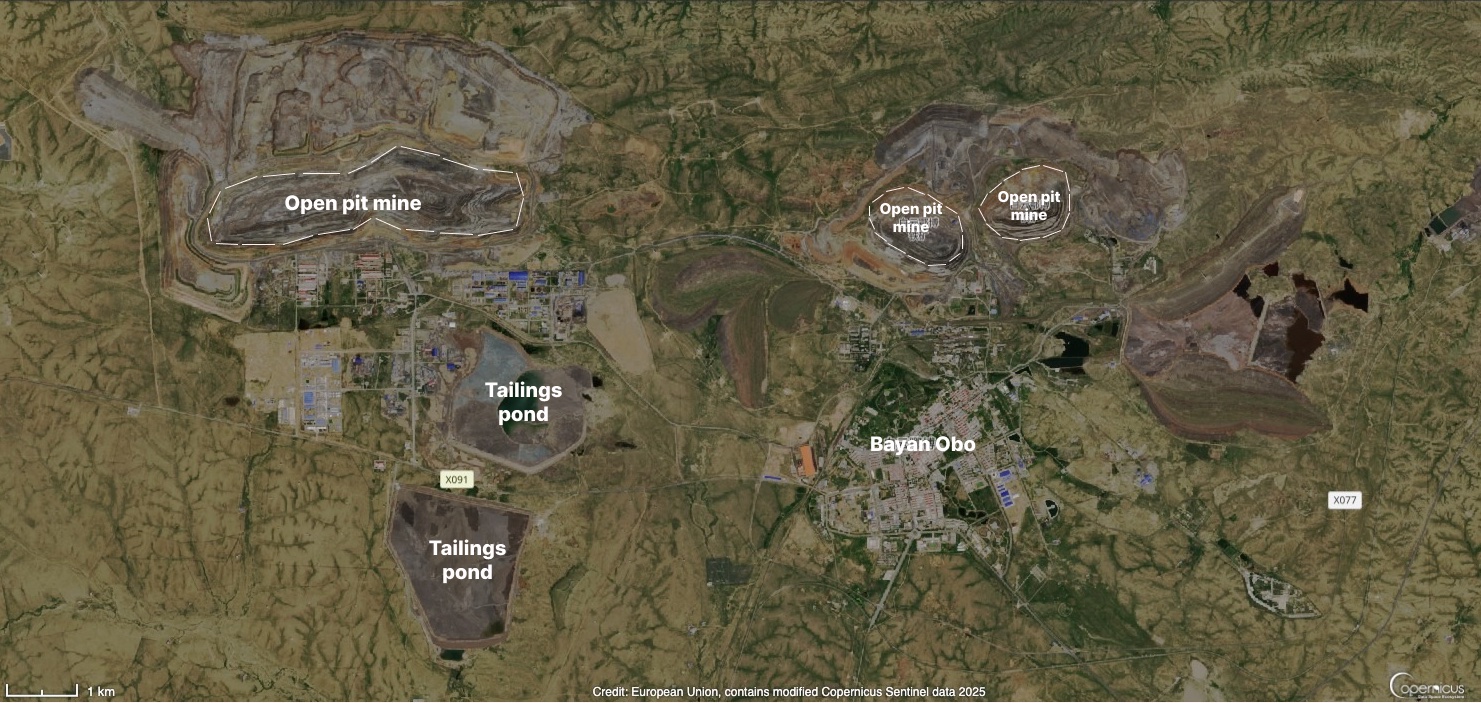 Open pit mine
Open pit
mine
Open pit
mine
Tailings
pond
Bayan Obo
X091
X077
Tailings
pond
1 km
Credit: European Union, contains modified Copernicus Sentinel data 2025
Copernicus